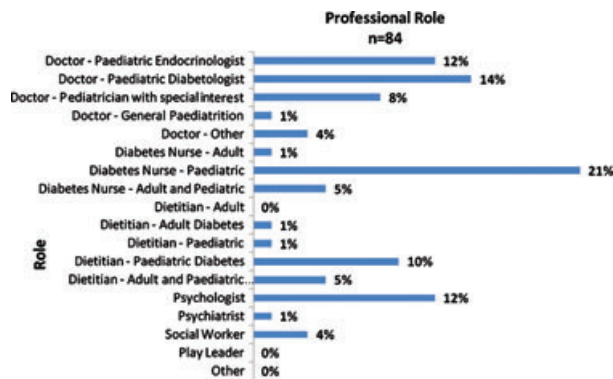 Professional Role
n=84
Doctor - Paediatric Endocrinologist 12%
Doctor - Paediatric Diabetologist 14%
Doctor - Pediatrician with special interest 8%
Doctor - General Paediatrition 1%
Doctor - Other 4%
Diabetes Nurse - Adult 1%
Diabetes Nurse - Paediatric 21%
Diabetes Nurse - Adult and Pediatric 5%
Dietitian - Adult 0%
Dietitian - Adult Diabetes 1%
Dietitian - Paediatric 1%
Dietitian - Paediatric Diabetes 10%
Dietitian - Adult and Paediatric... 5%
Psychologist 12%
Psychiatrist 1%
Social Worker 4%
Play Leader 0%
Other 0%
Role